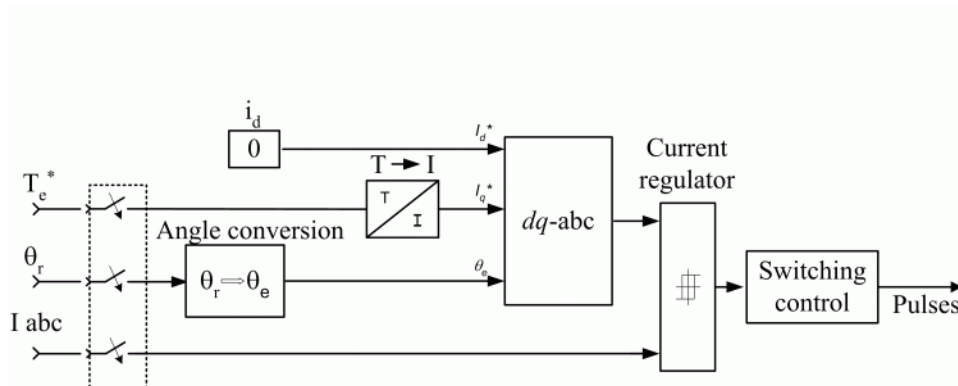 i_d
0
I_d*
T → I
Current
regulator
T_e*
T
I
I_q*
dq-abc
Angle conversion
θ_r
θ_r ⇒ θ_e
θ_e
Switching
control
Pulses
I abc